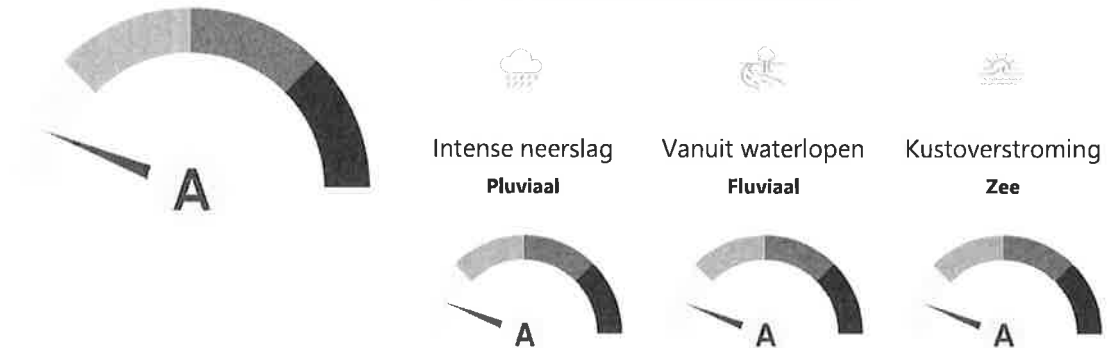 A
Intense neerslag
Pluviaal
A
Vanuit waterlopen
Fluviaal
A
Kustoverstroming
Zee
A